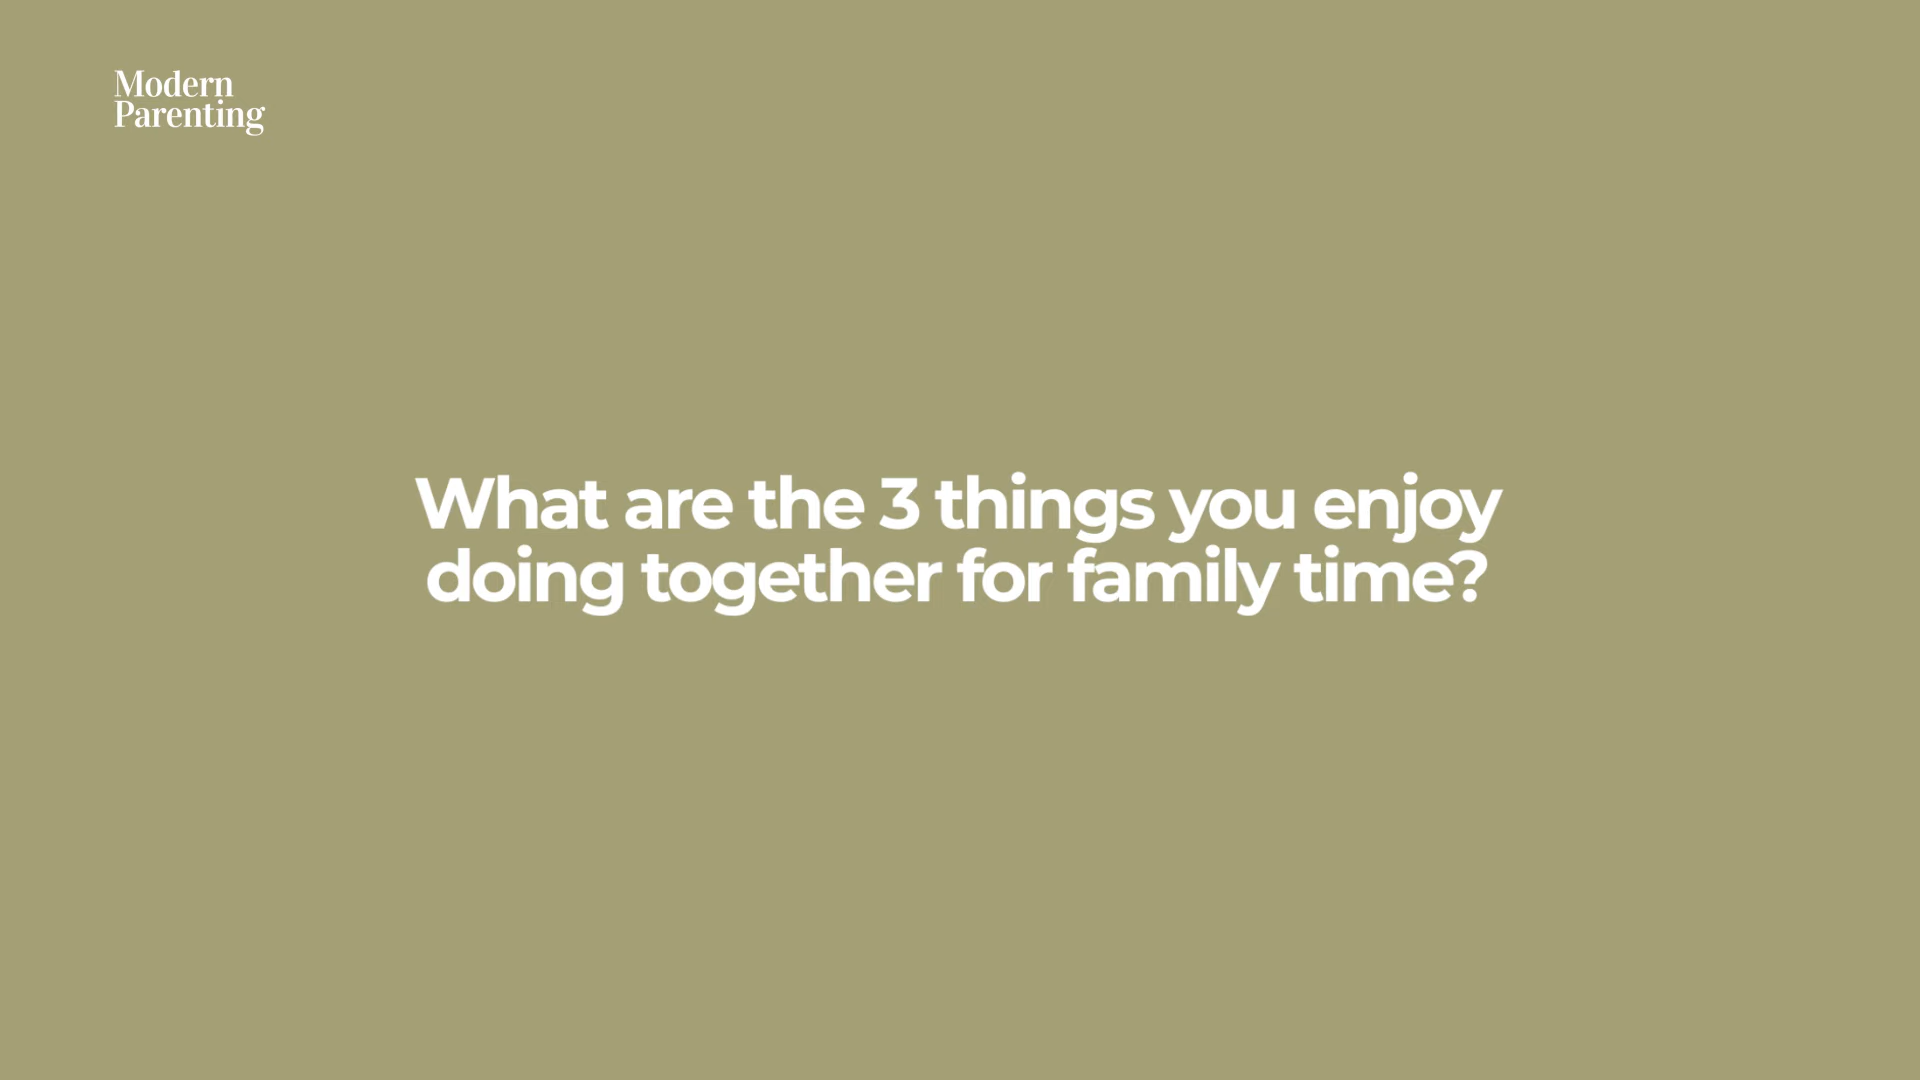 Modern
Parenting
What are the 3 things you enjoy
doing together for family time?